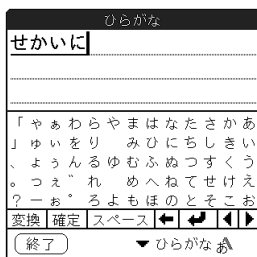 ひらがな
せかいに
「ゃぁわらやまはなたさかあ
」ゅぃをり みひにちしきい
、ょぅんるゆむふぬつすくう
。っぇ゛れ めへねてせけえ
?ーぉ゜ろよもほのとそこお
変換 確定 スペース
終了 ▼ ひらがな あA